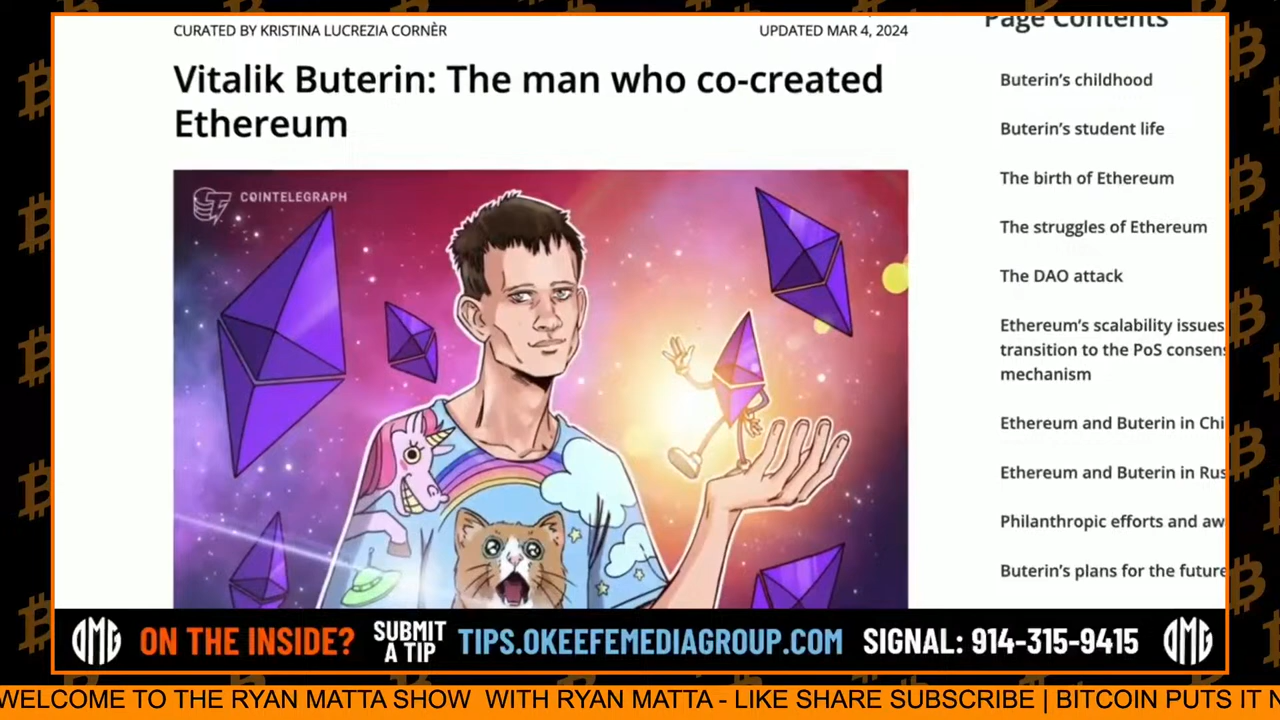 CURATED BY KRISTINA LUCREZIA CORNÈR
UPDATED MAR 4, 2024
Vitalik Buterin: The man who co-created
Ethereum
COINTELEGRAPH
Page Contents
Buterin’s childhood
Buterin’s student life
The birth of Ethereum
The struggles of Ethereum
The DAO attack
Ethereum’s scalability issues
transition to the PoS consens
mechanism
Ethereum and Buterin in Chi
Ethereum and Buterin in Rus
Philanthropic efforts and aw
Buterin’s plans for the future
OMG ON THE INSIDE? SUBMIT A TIP TIPS.OKEEFEMEDIAGROUP.COM SIGNAL: 914-315-9415 OMG
WELCOME TO THE RYAN MATTA SHOW WITH RYAN MATTA - LIKE SHARE SUBSCRIBE | BITCOIN PUTS IT N